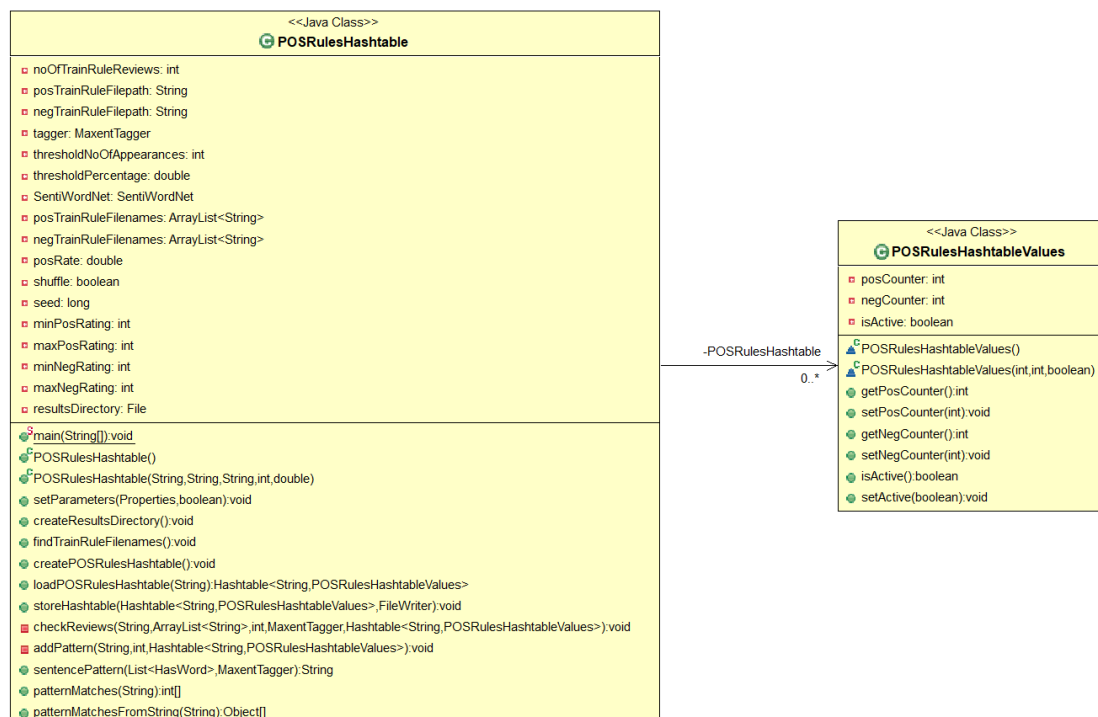 <<Java Class>>
POSRulesHashtable
noOfTrainRuleReviews: int
posTrainRuleFilepath: String
negTrainRuleFilepath: String
tagger: MaxentTagger
thresholdNoOfAppearances: int
thresholdPercentage: double
SentiWordNet: SentiWordNet
posTrainRuleFilenames: ArrayList<String>
negTrainRuleFilenames: ArrayList<String>
posRate: double
shuffle: boolean
seed: long
minPosRating: int
maxPosRating: int
minNegRating: int
maxNegRating: int
resultsDirectory: File
main(String[]):void
POSRulesHashtable()
POSRulesHashtable(String,String,String,int,double)
setParameters(Properties,boolean):void
createResultsDirectory():void
findTrainRuleFilenames():void
createPOSRulesHashtable():void
loadPOSRulesHashtable(String):Hashtable<String,POSRulesHashtableValues>
storeHashtable(Hashtable<String,POSRulesHashtableValues>,FileWriter):void
checkReviews(String,ArrayList<String>,int,MaxentTagger,Hashtable<String,POSRulesHashtableValues>):void
addPattern(String,int,Hashtable<String,POSRulesHashtableValues>):void
sentencePattern(List<HasWord>,MaxentTagger):String
patternMatches(String):int[]
patternMatchesFromString(String):Object[]
-POSRulesHashtable
0..*
<<Java Class>>
POSRulesHashtableValues
posCounter: int
negCounter: int
isActive: boolean
POSRulesHashtableValues()
POSRulesHashtableValues(int,int,boolean)
getPosCounter():int
setPosCounter(int):void
getNegCounter():int
setNegCounter(int):void
isActive():boolean
setActive(boolean):void